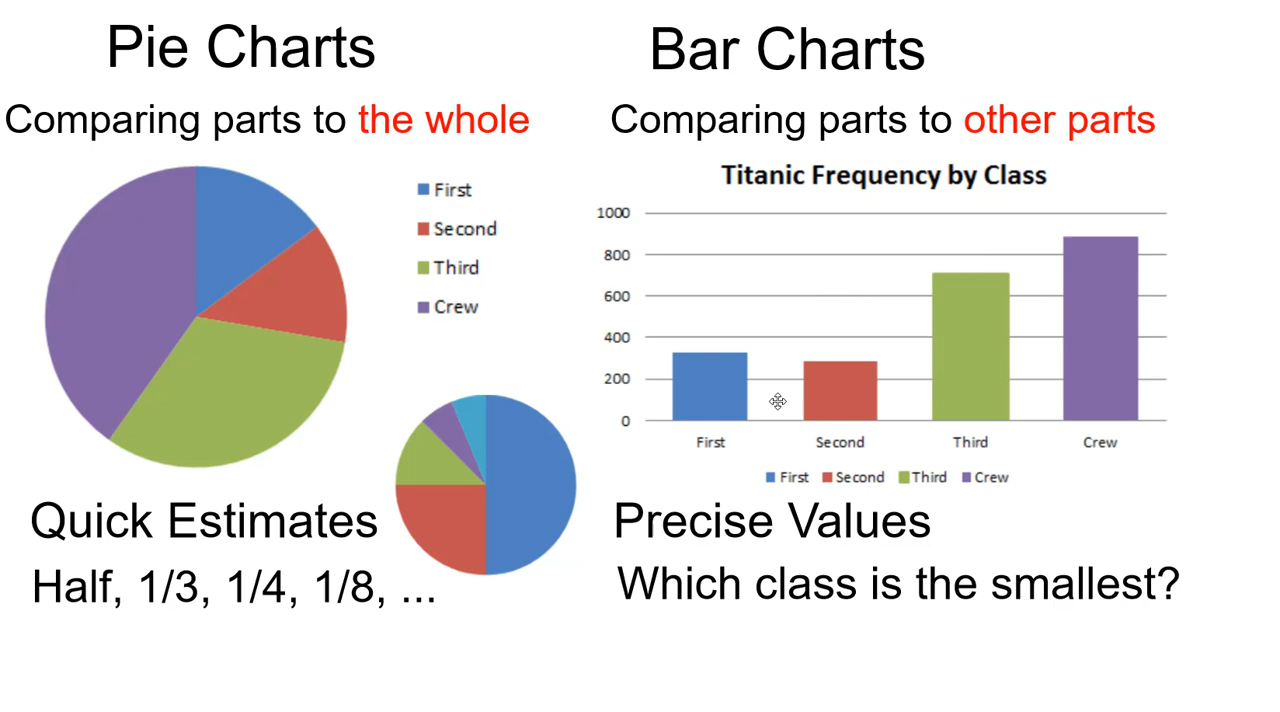 Pie Charts
Comparing parts to the whole
First
Second
Third
Crew
Quick Estimates
Half, 1/3, 1/4, 1/8, ...
Bar Charts
Comparing parts to other parts
Titanic Frequency by Class
1000
800
600
400
200
0
First Second Third Crew
First Second Third Crew
Precise Values
Which class is the smallest?